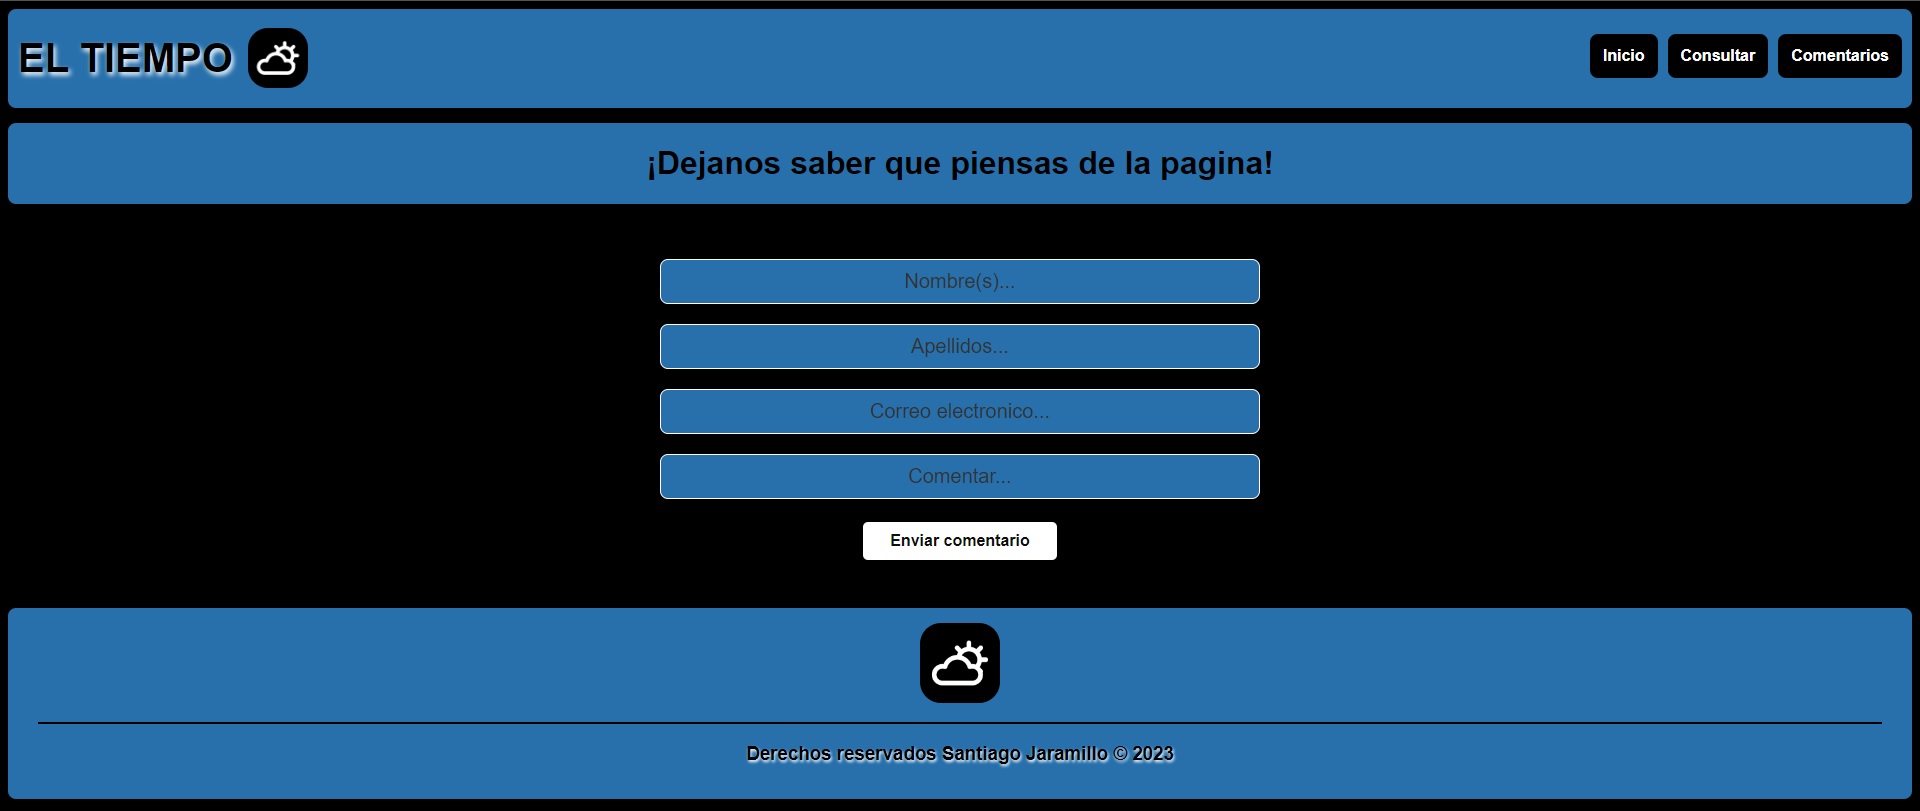 EL TIEMPO
Inicio Consultar Comentarios
¡Dejanos saber que piensas de la pagina!
Nombre(s)...
Apellidos...
Correo electronico...
Comentar...
Enviar comentario
Derechos reservados Santiago Jaramillo © 2023